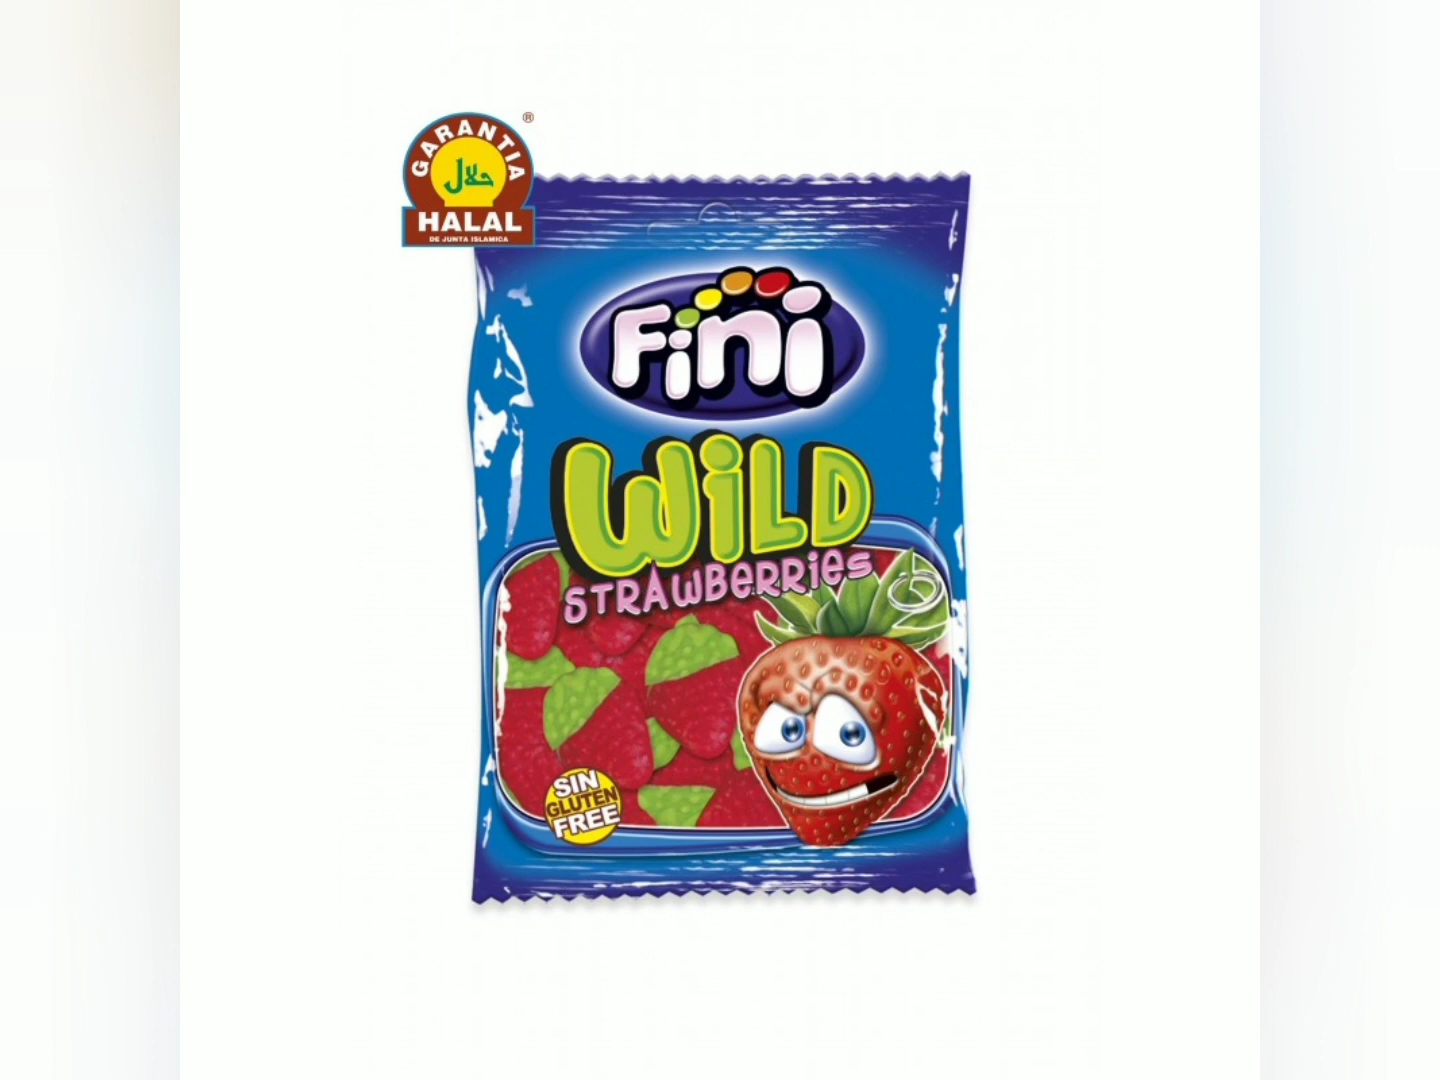 GARANTIA
®
حلال
HALAL
DE JUNTA ISLAMICA
Fini
WiLD
STRAWBERRiES
SIN
GLUTEN
FREE